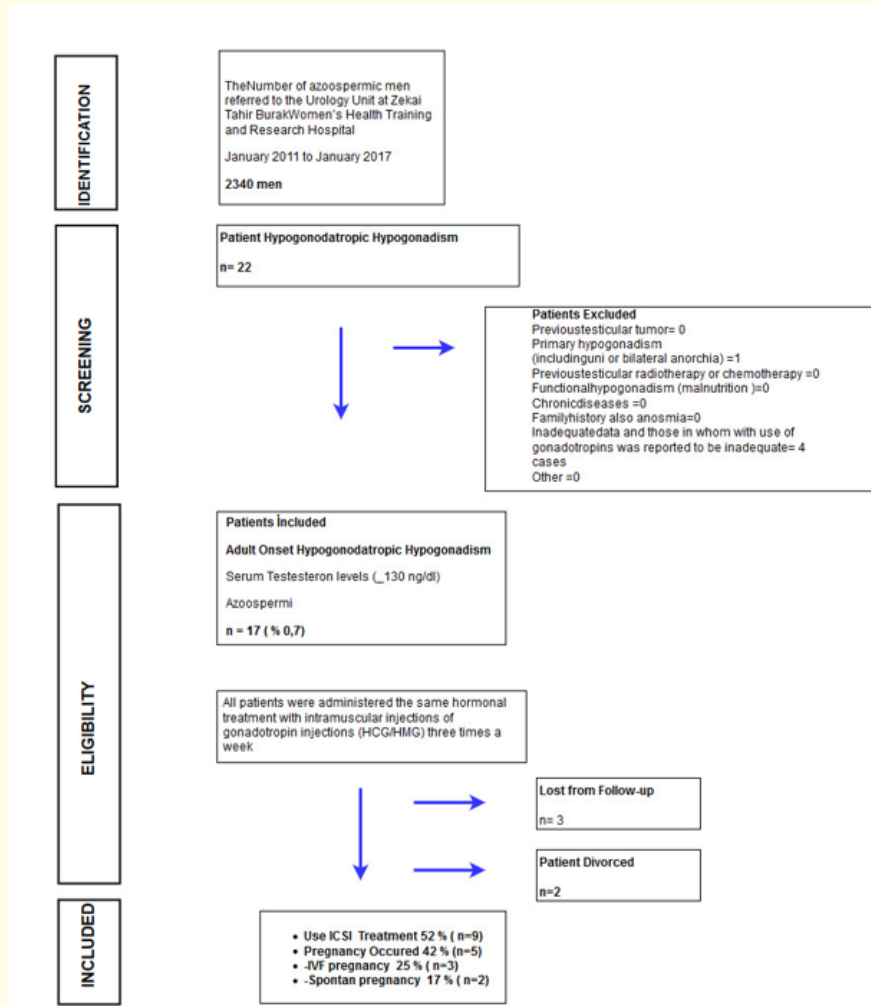 IDENTIFICATION
TheNumber of azoospermic men
referred to the Urology Unit at Zekai
Tahir BurakWomen's Health Training
and Research Hospital
January 2011 to January 2017
2340 men
SCREENING
Patient Hypogonodatropic Hypogonadism
n= 22
Patients Excluded
Previoustesticular tumor= 0
Primary hypogonadism
(includinguni or bilateral anorchia) =1
Previoustesticular radiotherapy or chemotherapy =0
Functionalhypogonadism (malnutrition )=0
Chronicdiseases =0
Familyhistory also anosmia=0
Inadequatedata and those in whom with use of
gonadotropins was reported to be inadequate= 4
cases
Other =0
ELIGIBILITY
Patients İncluded
Adult Onset Hypogonodatropic Hypogonadism
Serum Testesteron levels (_130 ng/dl)
Azoospermi
n = 17 ( % 0,7)
All patients were administered the same hormonal
treatment with intramuscular injections of
gonadotropin injections (HCG/HMG) three times a
week
Lost from Follow-up
n= 3
Patient Divorced
n=2
INCLUDED
• Use ICSI Treatment 52 % ( n=9)
• Pregnancy Occured 42 % (n=5)
• -IVF pregnancy 25 % ( n=3)
• -Spontan pregnancy 17 % ( n=2)